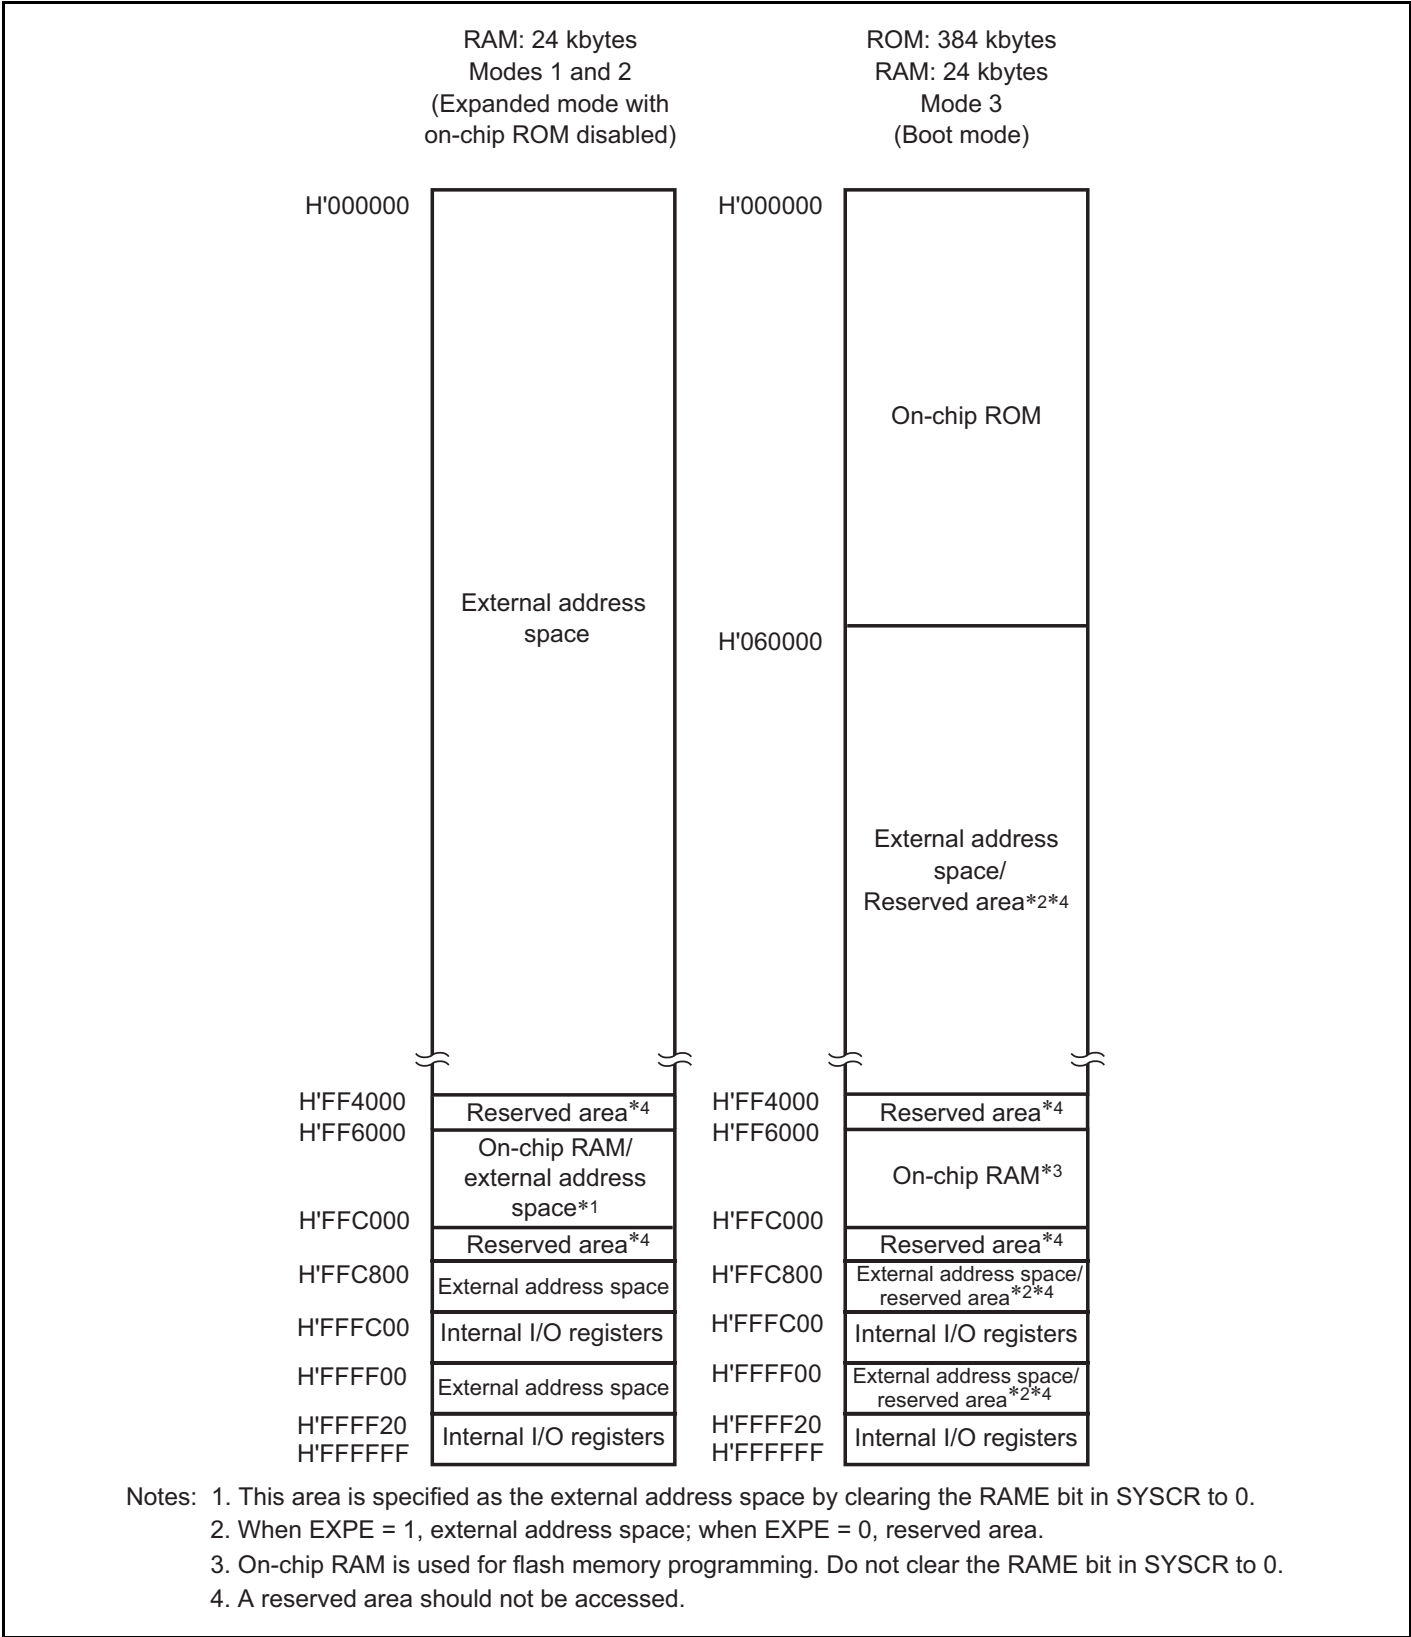 RAM: 24 kbytes
Modes 1 and 2
(Expanded mode with
on-chip ROM disabled)
H'000000
External address
space
H'FF4000
Reserved area*4
H'FF6000
On-chip RAM/
external address
space*1
H'FFC000
Reserved area*4
H'FFC800
External address space
H'FFFC00
Internal I/O registers
H'FFFF00
External address space
H'FFFF20
Internal I/O registers
H'FFFFFF
ROM: 384 kbytes
RAM: 24 kbytes
Mode 3
(Boot mode)
H'000000
On-chip ROM
H'060000
External address
space/
Reserved area*2*4
H'FF4000
Reserved area*4
H'FF6000
On-chip RAM*3
H'FFC000
Reserved area*4
H'FFC800
External address space/
reserved area*2*4
H'FFFC00
Internal I/O registers
H'FFFF00
External address space/
reserved area*2*4
H'FFFF20
Internal I/O registers
H'FFFFFF
Notes: 1. This area is specified as the external address space by clearing the RAME bit in SYSCR to 0.
2. When EXPE = 1, external address space; when EXPE = 0, reserved area.
3. On-chip RAM is used for flash memory programming. Do not clear the RAME bit in SYSCR to 0.
4. A reserved area should not be accessed.